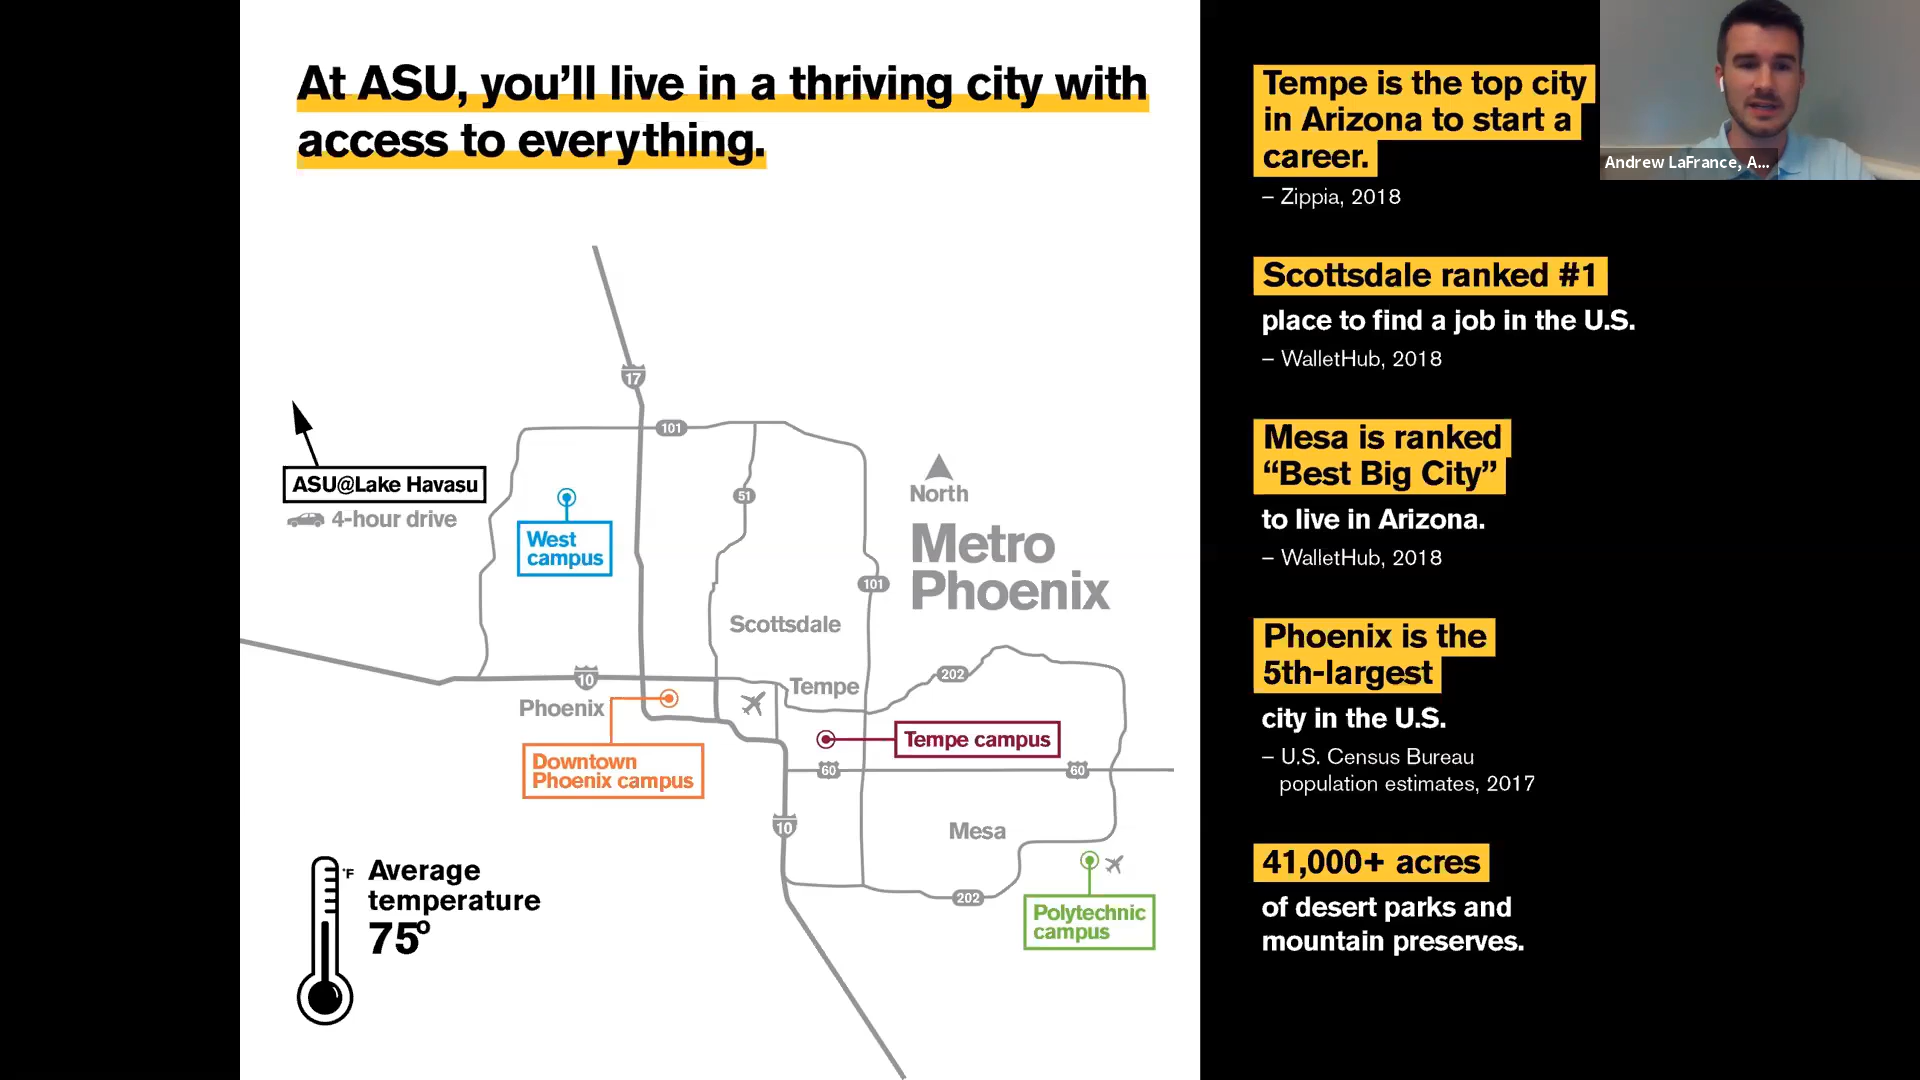 At ASU, you'll live in a thriving city with
access to everything.
17
101
ASU@Lake Havasu
4-hour drive
West
campus
51
North
Metro
Phoenix
101
Scottsdale
10
202
Tempe
Phoenix
Tempe campus
Downtown
Phoenix campus
60
60
10
Mesa
202
Polytechnic
campus
°F
Average
temperature
75°
Tempe is the top city
in Arizona to start a
career.
– Zippia, 2018
Scottsdale ranked #1
place to find a job in the U.S.
– WalletHub, 2018
Mesa is ranked
“Best Big City”
to live in Arizona.
– WalletHub, 2018
Phoenix is the
5th-largest
city in the U.S.
– U.S. Census Bureau
population estimates, 2017
41,000+ acres
of desert parks and
mountain preserves.
Andrew LaFrance, A...